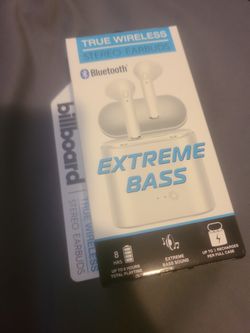 TRUE WIRELESS
STEREO EARBUDS
Bluetooth®
EXTREME
BASS
8
HRS
UP TO 8 HOURS
TOTAL PLAYTIME
EXTREME
BASS SOUND
UP TO 3 RECHARGES
PER FULL CASE
billboard
TRUE WIRELESS
STEREO EARBUDS